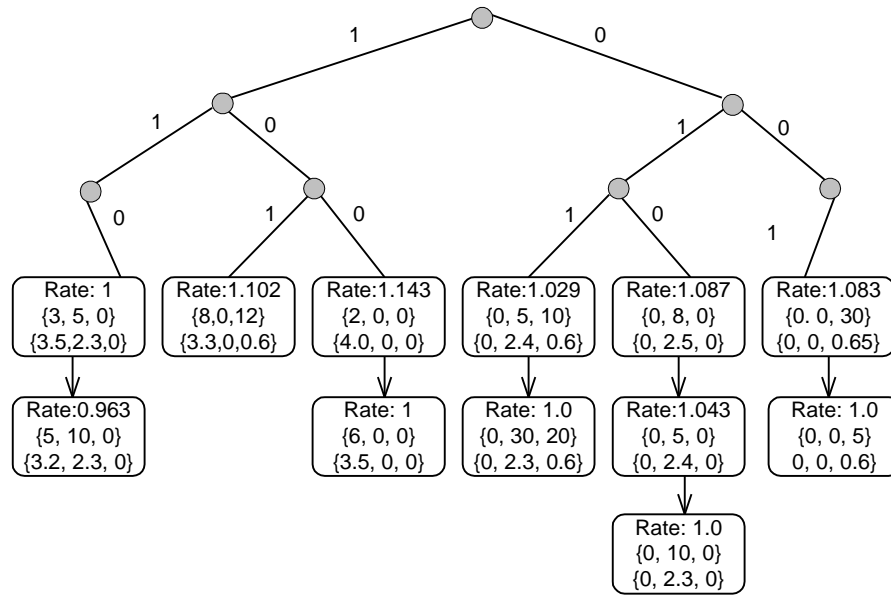 1
0
1
0
1
0
0
1
0
1
0
1
Rate: 1
{3, 5, 0}
{3.5,2.3,0}
Rate:1.102
{8,0,12}
{3.3,0,0.6}
Rate:1.143
{2, 0, 0}
{4.0, 0, 0}
Rate:1.029
{0, 5, 10}
{0, 2.4, 0.6}
Rate:1.087
{0, 8, 0}
{0, 2.5, 0}
Rate:1.083
{0. 0, 30}
{0, 0, 0.65}
Rate:0.963
{5, 10, 0}
{3.2, 2.3, 0}
Rate: 1
{6, 0, 0}
{3.5, 0, 0}
Rate: 1.0
{0, 30, 20}
{0, 2.3, 0.6}
Rate:1.043
{0, 5, 0}
{0, 2.4, 0}
Rate: 1.0
{0, 0, 5}
0, 0, 0.6}
Rate: 1.0
{0, 10, 0}
{0, 2.3, 0}